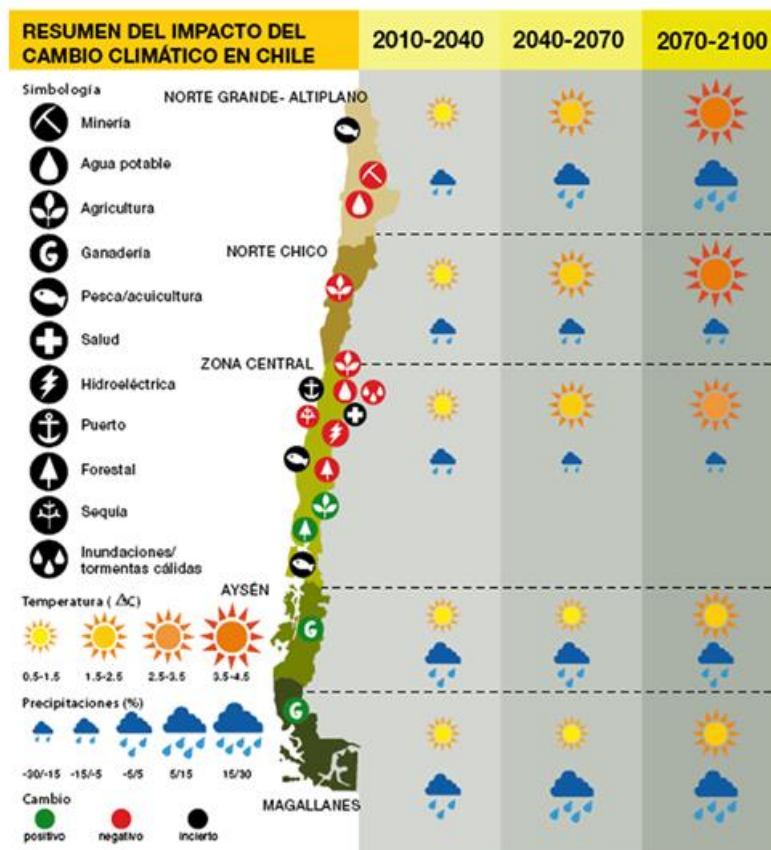 RESUMEN DEL IMPACTO DEL
CAMBIO CLIMÁTICO EN CHILE
2010-2040
2040-2070
2070-2100
Simbología
Minería
Agua potable
Agricultura
Ganadería
Pesca/acuicultura
Salud
Hidroeléctrica
Puerto
Forestal
Sequía
Inundaciones/
tormentas cálidas
NORTE GRANDE- ALTIPLANO
NORTE CHICO
ZONA CENTRAL
AYSÉN
MAGALLANES
Temperatura ( ΔC)
0.5-1.5 1.5-2.5 2.5-3.5 3.5-4.5
Precipitaciones (%)
-30/-15 -15/-5 -5/5 5/15 15/30
Cambio
positivo negativo incierto